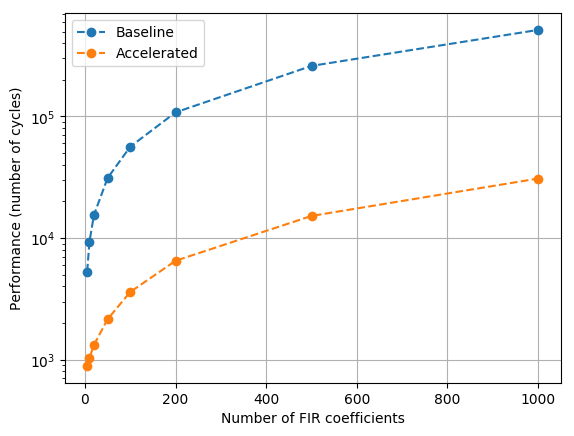 Baseline
Accelerated
Performance (number of cycles)
10^5
10^4
10^3
0 200 400 600 800 1000
Number of FIR coefficients